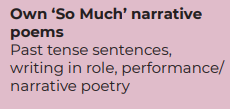 Own ‘So Much’ narrative
poems
Past tense sentences,
writing in role, performance/
narrative poetry